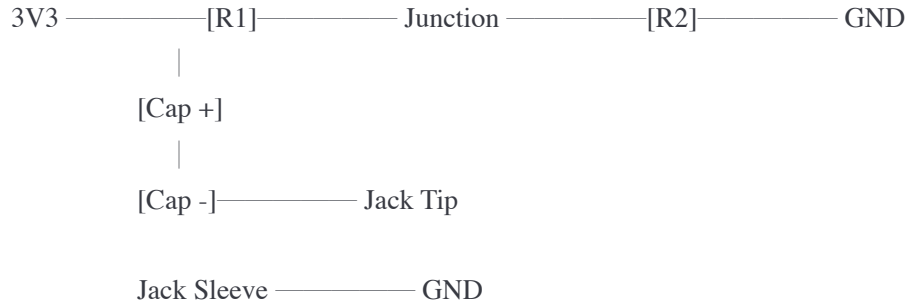 3V3 [R1] Junction [R2] GND
[Cap +]
[Cap -] Jack Tip
Jack Sleeve GND